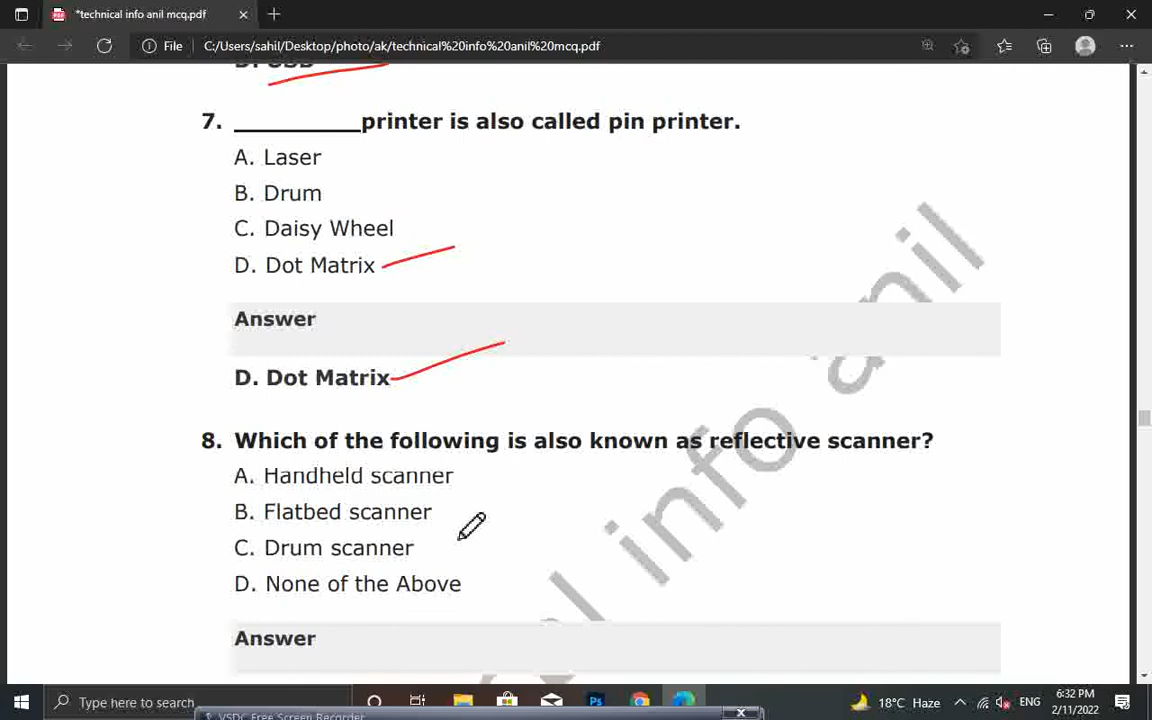 *technical info anil mcq.pdf
File C:/Users/sahil/Desktop/photo/ak/technical%20info%20anil%20mcq.pdf
D. USB
7. __________printer is also called pin printer.
A. Laser
B. Drum
C. Daisy Wheel
D. Dot Matrix
Answer
D. Dot Matrix
8. Which of the following is also known as reflective scanner?
A. Handheld scanner
B. Flatbed scanner
C. Drum scanner
D. None of the Above
Answer
info anil
Type here to search
18°C Haze
ENG
6:32 PM
2/11/2022
VSDC Free Screen Recorder